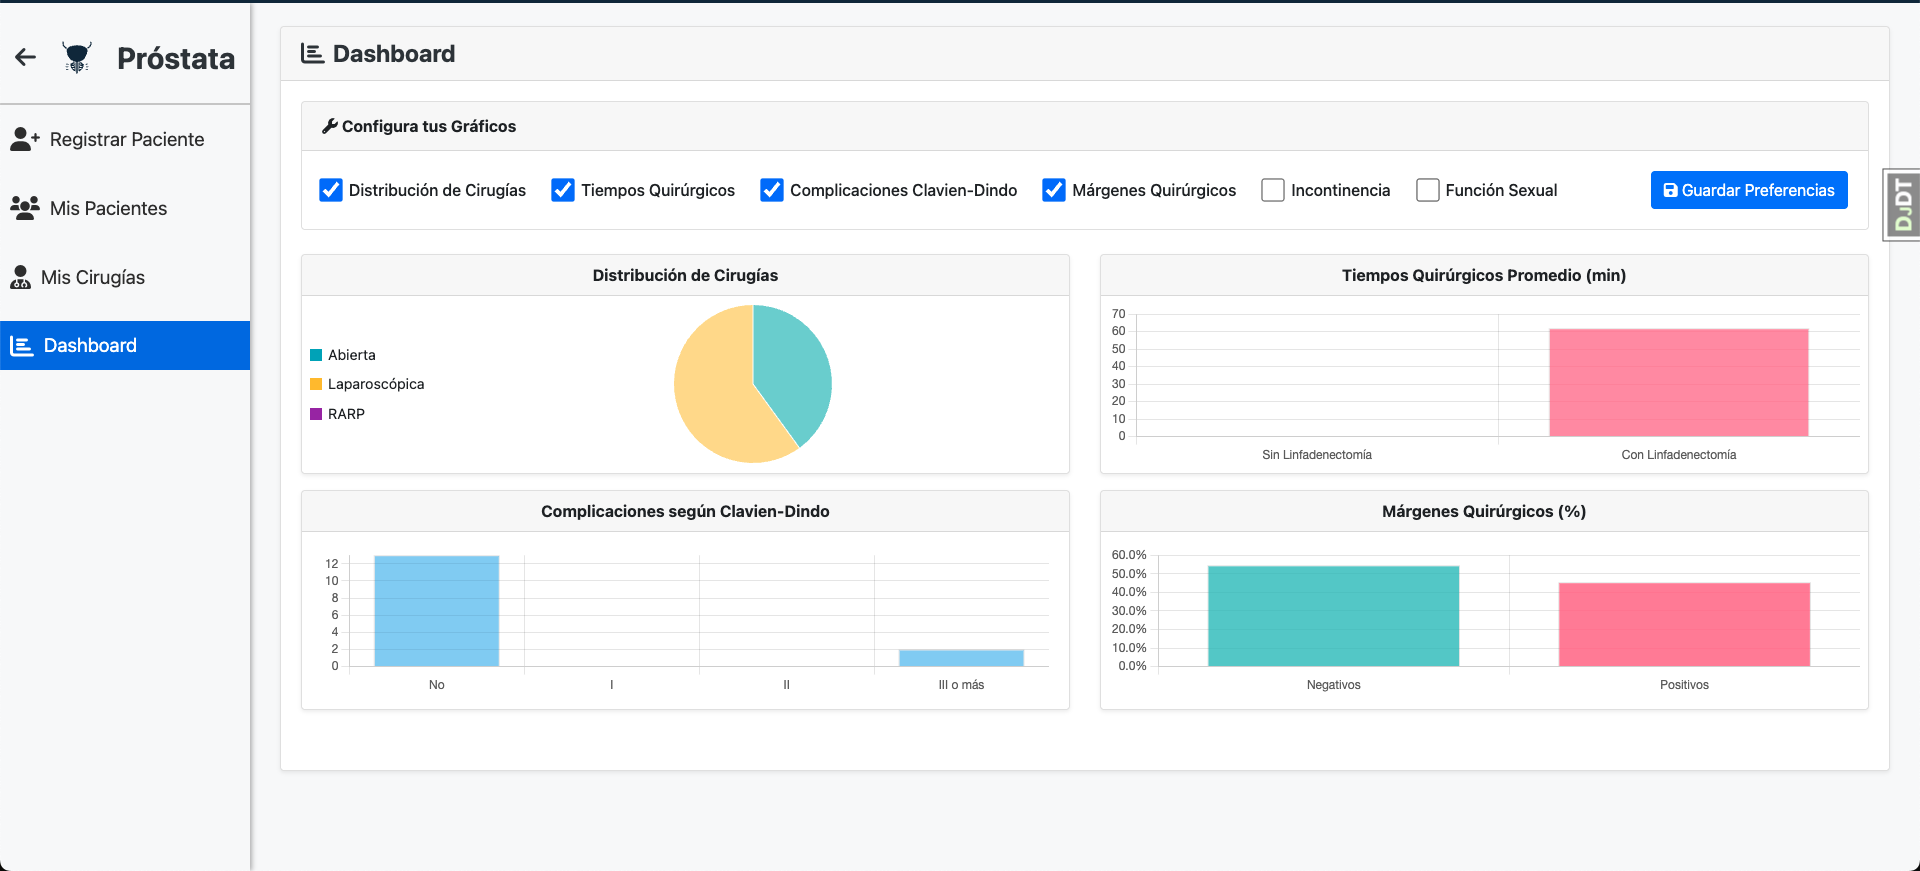 Próstata
Registrar Paciente
Mis Pacientes
Mis Cirugías
Dashboard
Dashboard
Configura tus Gráficos
Distribución de Cirugías
Tiempos Quirúrgicos
Complicaciones Clavien-Dindo
Márgenes Quirúrgicos
Incontinencia
Función Sexual
Guardar Preferencias
DjDT
Distribución de Cirugías
Abierta
Laparoscópica
RARP
Tiempos Quirúrgicos Promedio (min)
70
60
50
40
30
20
10
0
Sin Linfadenectomía
Con Linfadenectomía
Complicaciones según Clavien-Dindo
12
10
8
6
4
2
0
No
I
II
III o más
Márgenes Quirúrgicos (%)
60.0%
50.0%
40.0%
30.0%
20.0%
10.0%
0.0%
Negativos
Positivos